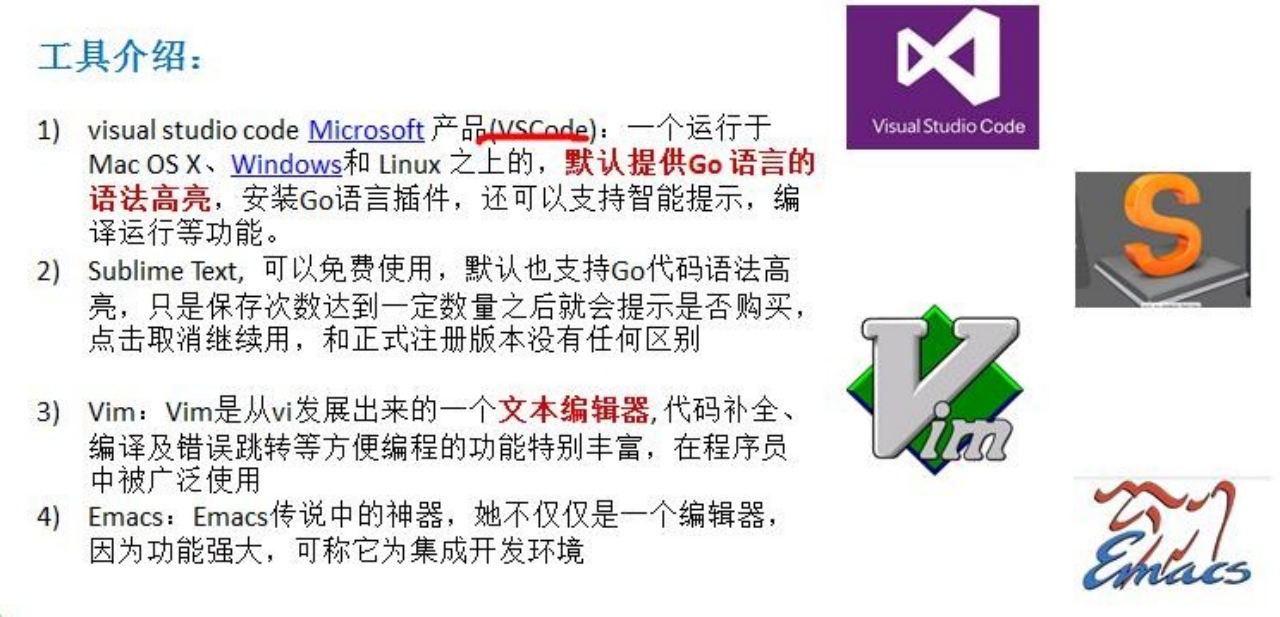 工具介绍：
1) visual studio code Microsoft 产品(VSCode)：一个运行于
Mac OS X、Windows和 Linux 之上的，默认提供Go 语言的
语法高亮，安装Go语言插件，还可以支持智能提示，编
译运行等功能。
2) Sublime Text, 可以免费使用，默认也支持Go代码语法高
亮，只是保存次数达到一定数量之后就会提示是否购买，
点击取消继续用，和正式注册版本没有任何区别
3) Vim：Vim是从vi发展出来的一个文本编辑器, 代码补全、
编译及错误跳转等方便编程的功能特别丰富，在程序员
中被广泛使用
4) Emacs：Emacs传说中的神器，她不仅仅是一个编辑器，
因为功能强大，可称它为集成开发环境
Visual Studio Code
S
Vim
Emacs